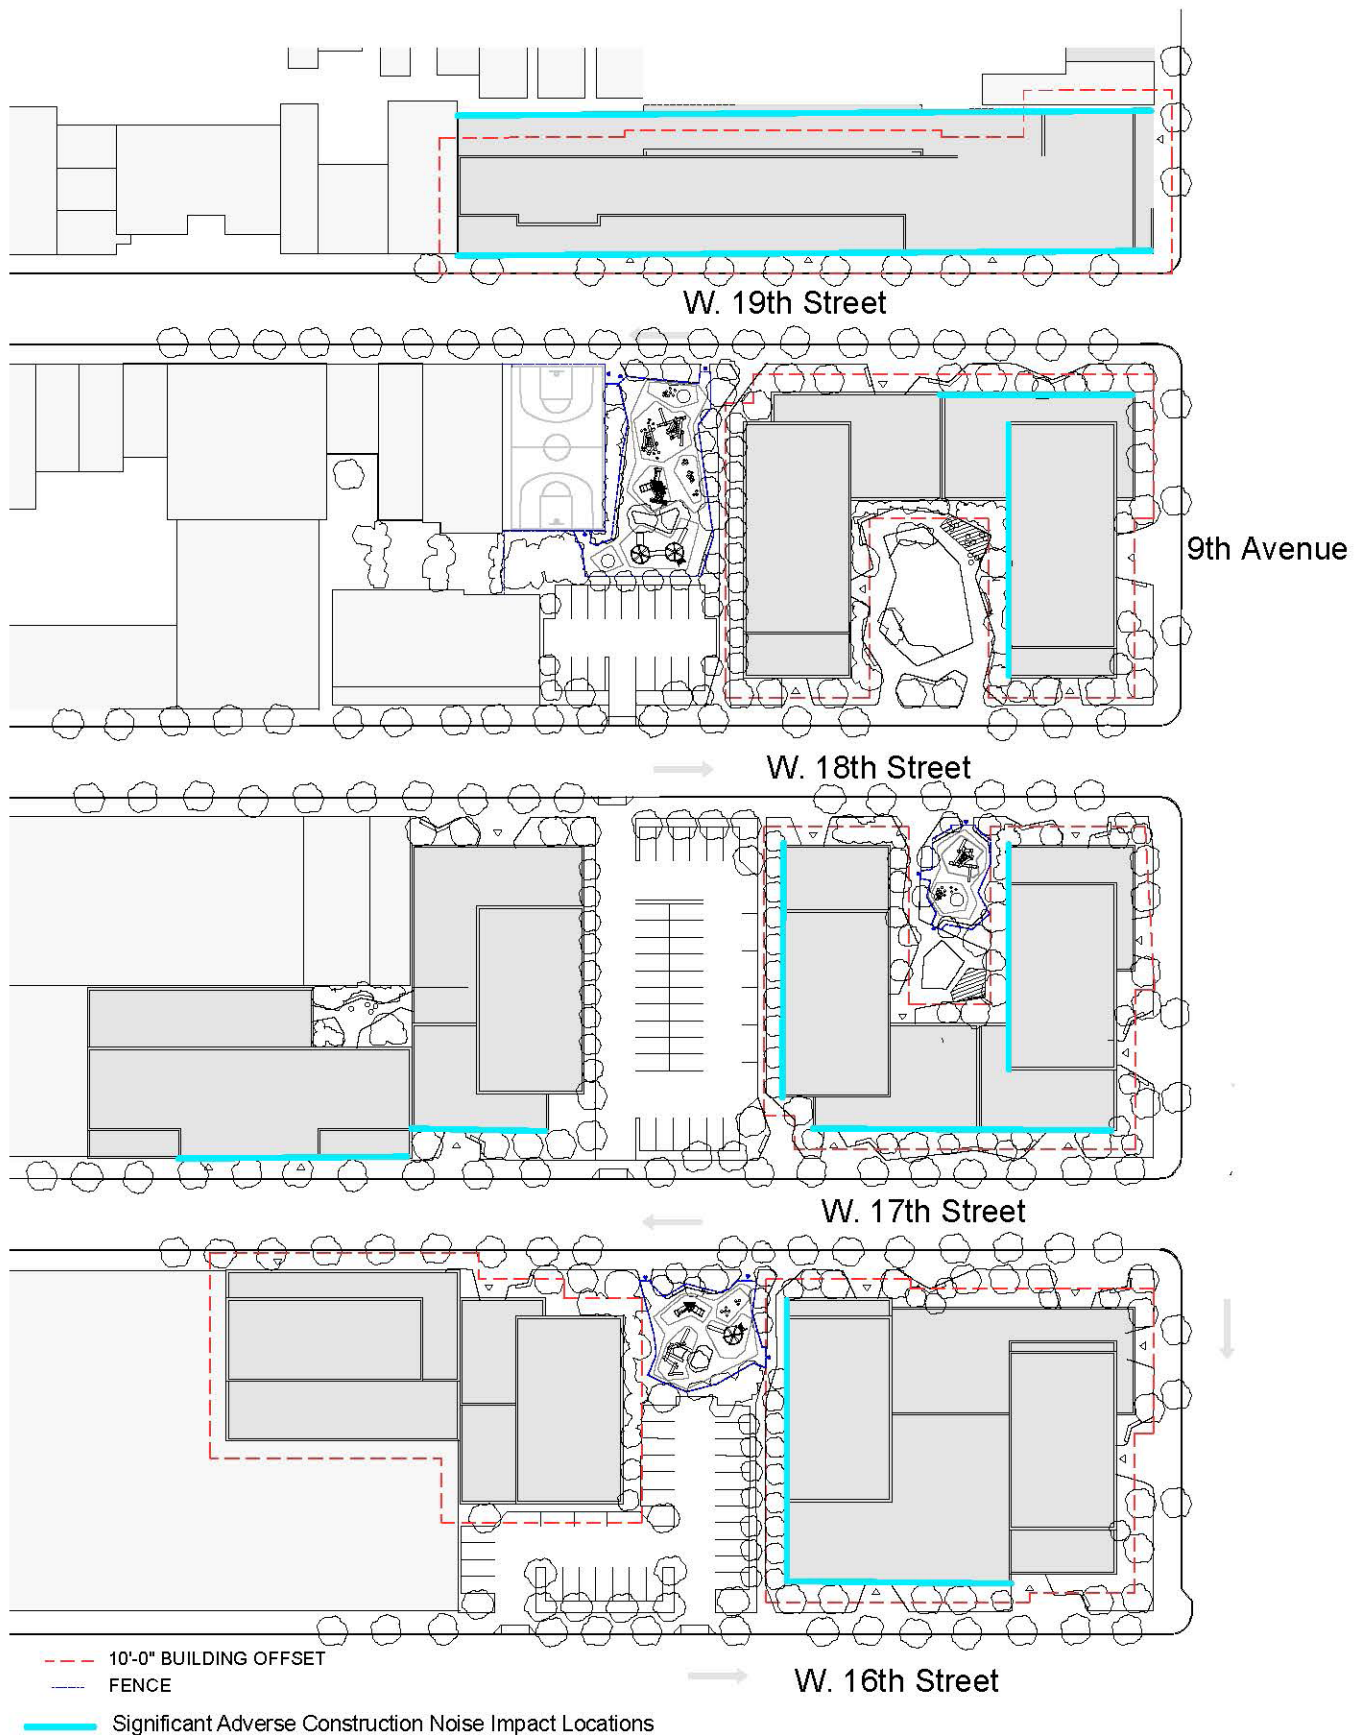 W. 19th Street
9th Avenue
W. 18th Street
W. 17th Street
10'-0" BUILDING OFFSET
W. 16th Street
FENCE
Significant Adverse Construction Noise Impact Locations